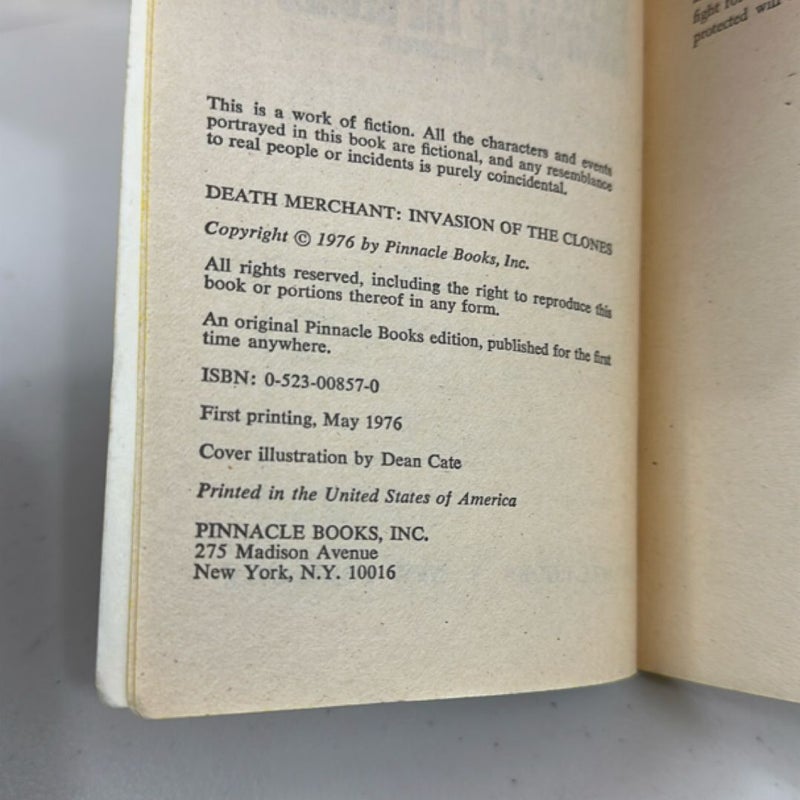 This is a work of fiction. All the characters and events
portrayed in this book are fictional, and any resemblance
to real people or incidents is purely coincidental.
DEATH MERCHANT: INVASION OF THE CLONES
Copyright © 1976 by Pinnacle Books, Inc.
All rights reserved, including the right to reproduce this
book or portions thereof in any form.
An original Pinnacle Books edition, published for the first
time anywhere.
ISBN: 0-523-00857-0
First printing, May 1976
Cover illustration by Dean Cate
Printed in the United States of America
PINNACLE BOOKS, INC.
275 Madison Avenue
New York, N.Y. 10016
fight
protected will